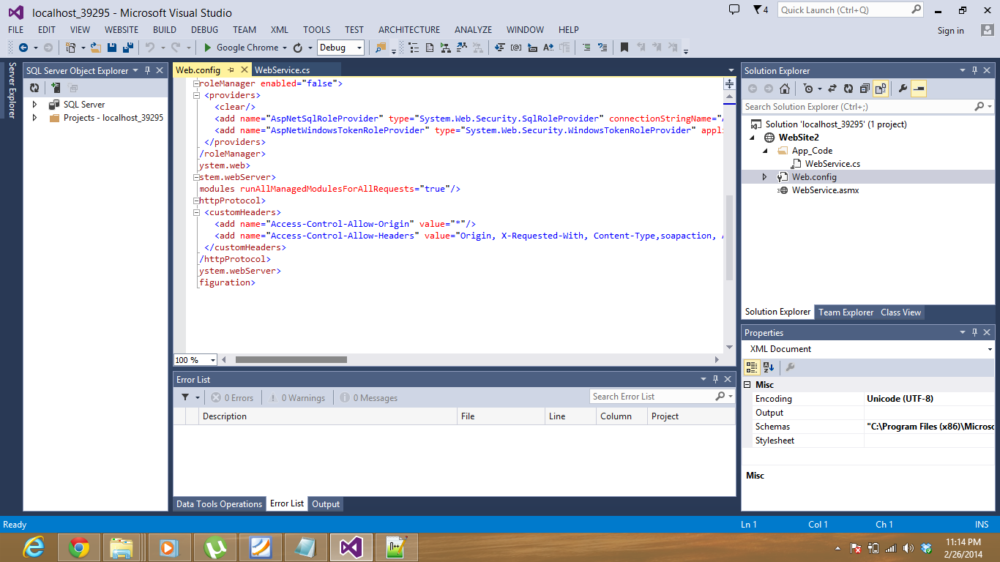 localhost_39295 - Microsoft Visual Studio
4
Quick Launch (Ctrl+Q)
FILE EDIT VIEW WEBSITE BUILD DEBUG TEAM XML TOOLS TEST ARCHITECTURE ANALYZE WINDOW HELP
Sign in
Google Chrome
Debug
Server Explorer
SQL Server Object Explorer
SQL Server
Projects - localhost_39295
Web.config
WebService.cs
roleManager enabled="false">
<providers>
<clear/>
<add name="AspNetSqlRoleProvider" type="System.Web.Security.SqlRoleProvider" connectionStringName="
<add name="AspNetWindowsTokenRoleProvider" type="System.Web.Security.WindowsTokenRoleProvider" appli
</providers>
/roleManager>
ystem.web>
stem.webServer>
modules runAllManagedModulesForAllRequests="true"/>
httpProtocol>
<customHeaders>
<add name="Access-Control-Allow-Origin" value="*"/>
<add name="Access-Control-Allow-Headers" value="Origin, X-Requested-With, Content-Type,soapaction,
</customHeaders>
/httpProtocol>
ystem.webServer>
figuration>
100 %
Error List
0 Errors
0 Warnings
0 Messages
Search Error List
Description File Line Column Project
Data Tools Operations Error List Output
Solution Explorer
Search Solution Explorer (Ctrl+;)
Solution 'localhost_39295' (1 project)
WebSite2
App_Code
WebService.cs
Web.config
WebService.asmx
Solution Explorer Team Explorer Class View
Properties
XML Document
Misc
Encoding Unicode (UTF-8)
Output
Schemas "C:\Program Files (x86)\Microso
Stylesheet
Misc
Ready
Ln 1 Col 1 Ch 1 INS
11:14 PM
2/26/2014